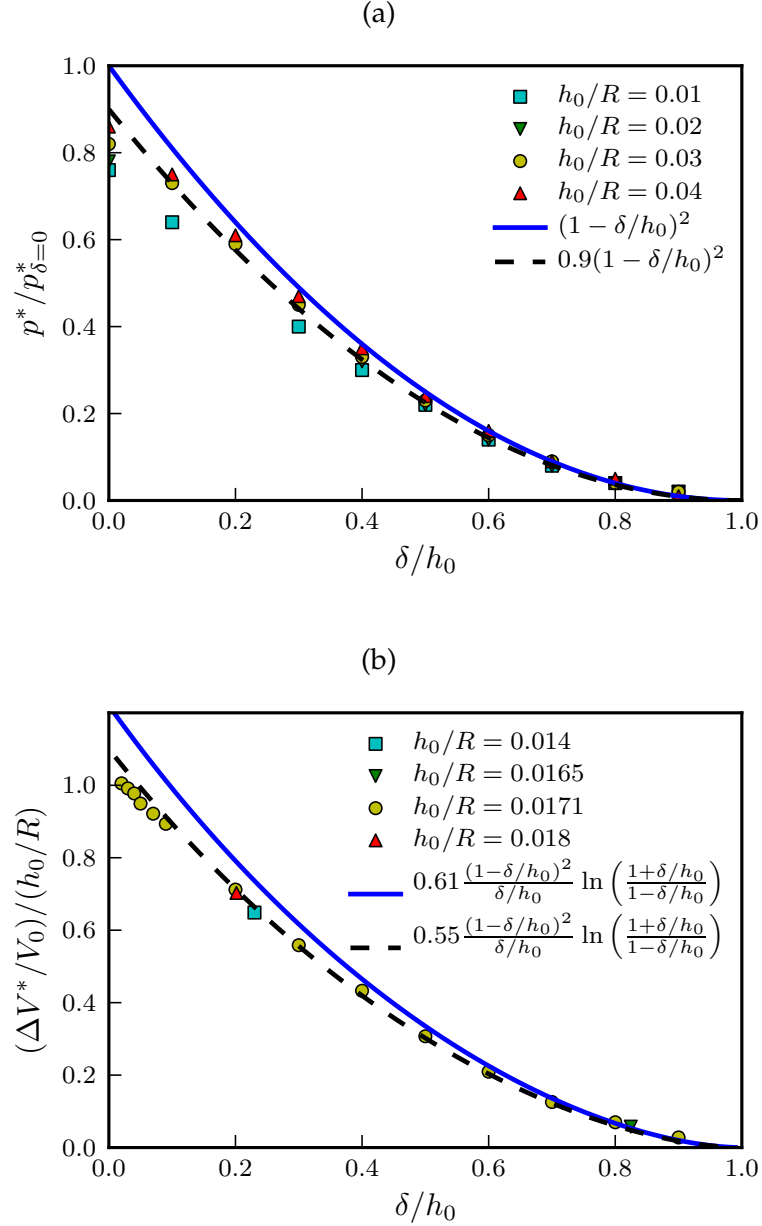 (a)
1.0
0.8
0.6
0.4
0.2
0.0
p*/p*δ=0
h₀/R = 0.01
h₀/R = 0.02
h₀/R = 0.03
h₀/R = 0.04
(1 − δ/h₀)²
0.9(1 − δ/h₀)²
0.0 0.2 0.4 0.6 0.8 1.0
δ/h₀
(b)
1.0
0.8
0.6
0.4
0.2
0.0
(ΔV*/V₀)/(h₀/R)
h₀/R = 0.014
h₀/R = 0.0165
h₀/R = 0.0171
h₀/R = 0.018
0.61 (1−δ/h₀)²/δ/h₀ ln (1+δ/h₀/1−δ/h₀)
0.55 (1−δ/h₀)²/δ/h₀ ln (1+δ/h₀/1−δ/h₀)
0.0 0.2 0.4 0.6 0.8 1.0
δ/h₀